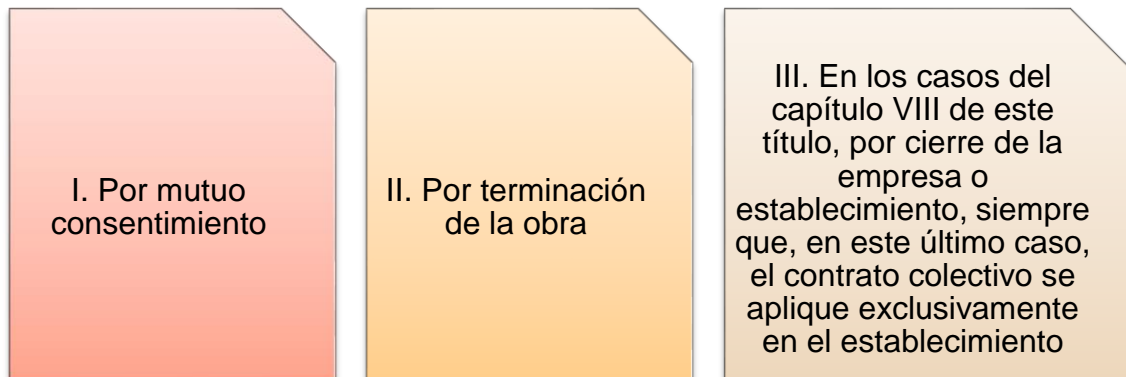 I. Por mutuo
consentimiento
II. Por terminación
de la obra
III. En los casos del
capítulo VIII de este
título, por cierre de la
empresa o
establecimiento, siempre
que, en este último caso,
el contrato colectivo se
aplique exclusivamente
en el establecimiento